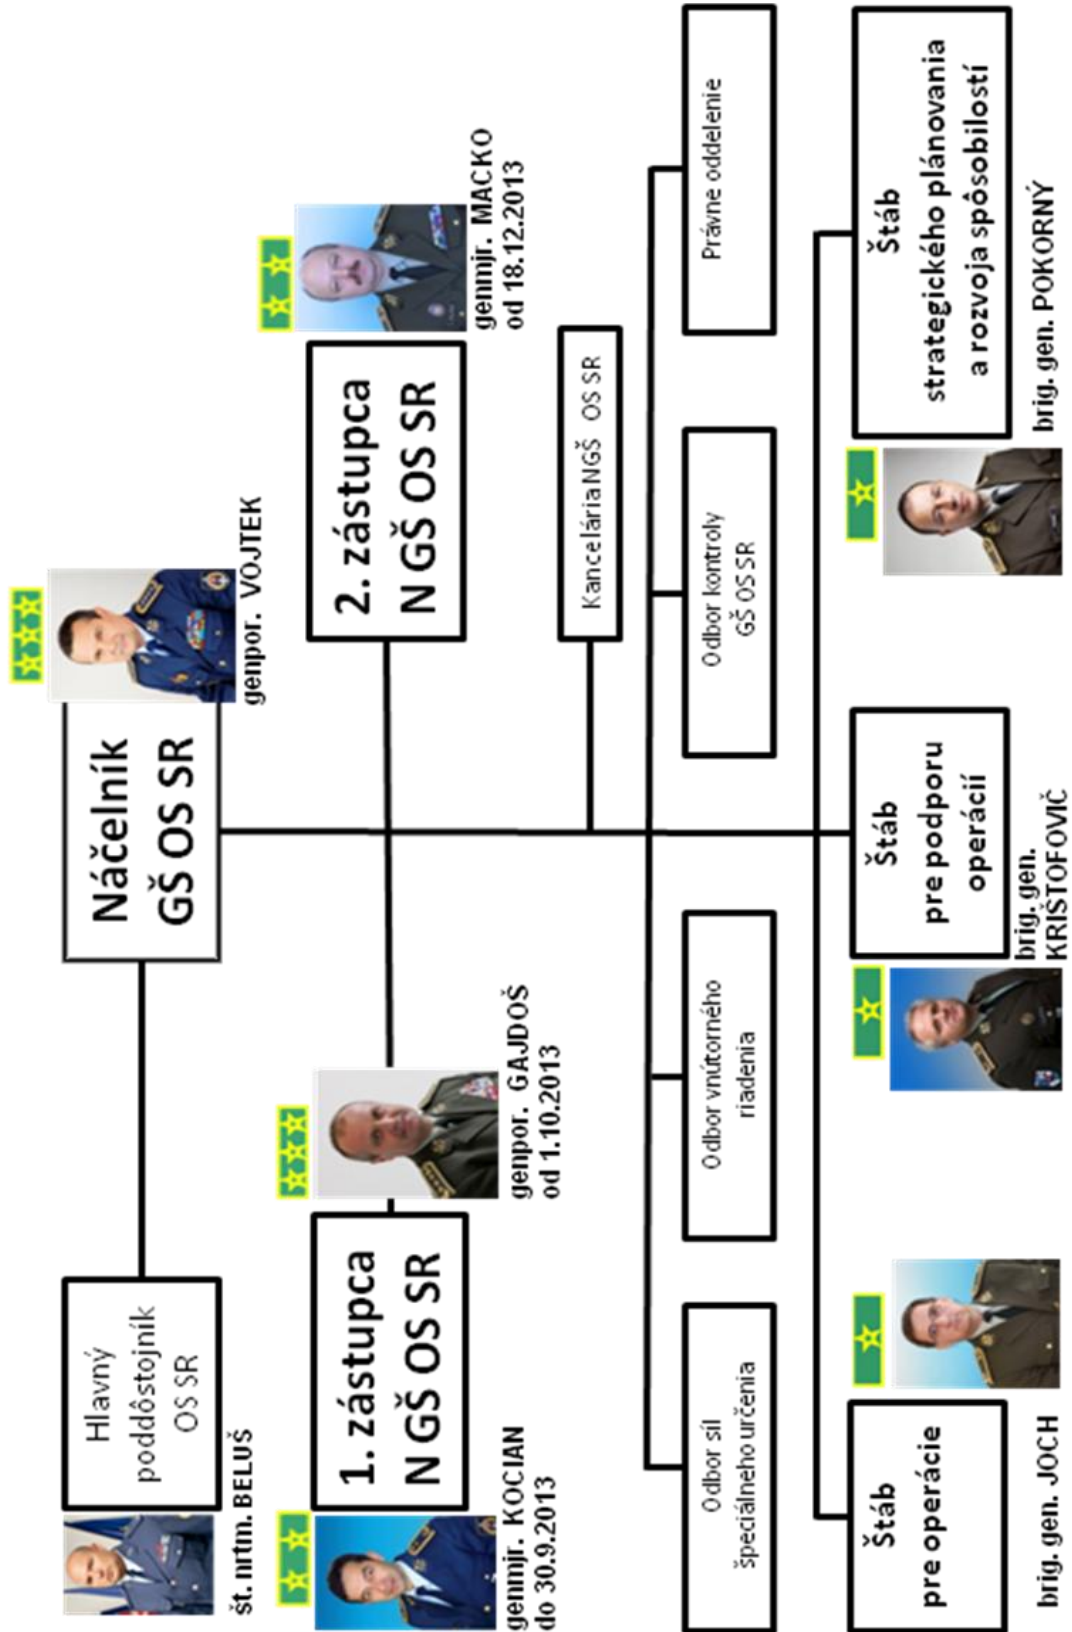 Náčelník
GŠ OS SR
genpor. VOJTEK
Hlavný
poddôstojník
OS SR
št. nrtm. BELUŠ
1. zástupca
N GŠ OS SR
genmjr. KOCIAN
do 30.9.2013
genpor. GAJDOŠ
od 1.10.2013
2. zástupca
N GŠ OS SR
genmjr. MACKO
od 18.12.2013
Kancelária NGŠ OS SR
Odbor síl
špeciálneho určenia
Odbor vnútorného
riadenia
Odbor kontroly
GŠ OS SR
Právne oddelenie
Štáb
pre operácie
brig. gen. JOCH
Štáb
pre podporu
operácií
brig. gen.
KRIŠTOFOVIČ
Štáb
strategického plánovania
a rozvoja spôsobilostí
brig. gen. POKORNÝ